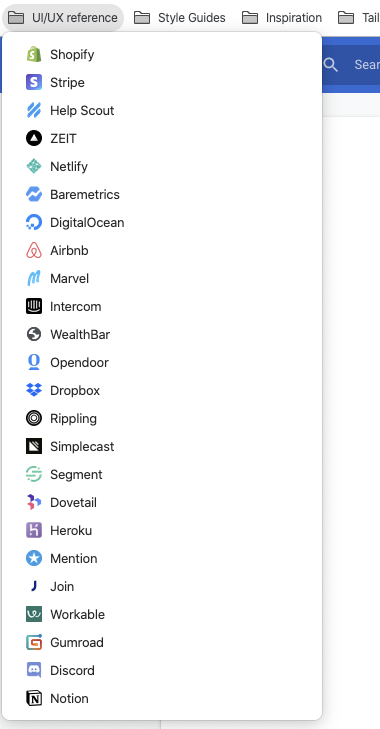 UI/UX reference Style Guides Inspiration Tail
Sear
Shopify
Stripe
Help Scout
ZEIT
Netlify
Baremetrics
DigitalOcean
Airbnb
Marvel
Intercom
WealthBar
Opendoor
Dropbox
Rippling
Simplecast
Segment
Dovetail
Heroku
Mention
Join
Workable
Gumroad
Discord
Notion